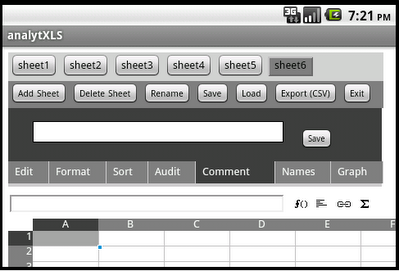 3G 7:21 PM
analytXLS
sheet1 sheet2 sheet3 sheet4 sheet5 sheet6
Add Sheet Delete Sheet Rename Save Load Export (CSV) Exit
Save
Edit Format Sort Audit Comment Names Graph
f() Σ
A B C D E F
1
2
3